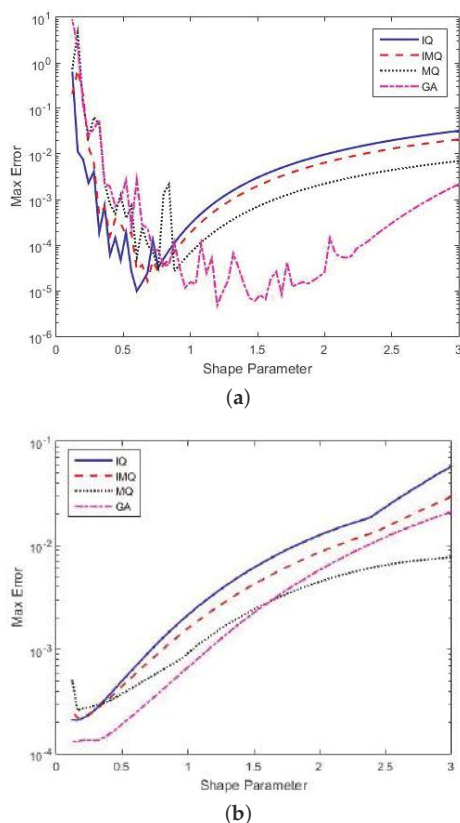 10^1
IQ
IMQ
MQ
GA
10^0
10^-1
10^-2
10^-3
10^-4
10^-5
10^-6
Max Error
0 0.5 1 1.5 2 2.5 3
Shape Parameter
(a)
10^-1
IQ
IMQ
MQ
GA
10^-2
10^-3
10^-4
Max Error
0 0.5 1 1.5 2 2.5 3
Shape Parameter
(b)